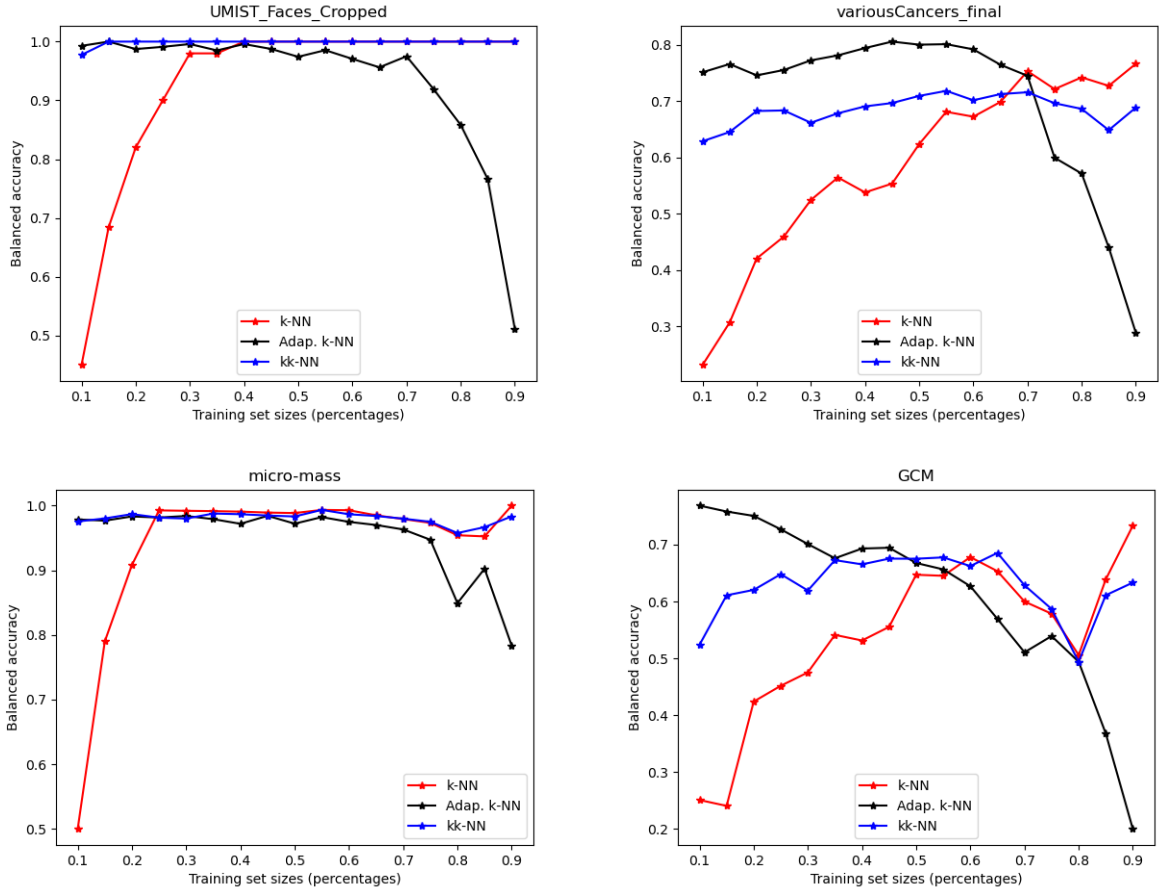 UMIST_Faces_Cropped
1.0
0.9
0.8
0.7
0.6
0.5
Balanced accuracy
k-NN
Adap. k-NN
kk-NN
0.1 0.2 0.3 0.4 0.5 0.6 0.7 0.8 0.9
Training set sizes (percentages)
variousCancers_final
0.8
0.7
0.6
0.5
0.4
0.3
Balanced accuracy
k-NN
Adap. k-NN
kk-NN
0.1 0.2 0.3 0.4 0.5 0.6 0.7 0.8 0.9
Training set sizes (percentages)
micro-mass
1.0
0.9
0.8
0.7
0.6
0.5
Balanced accuracy
k-NN
Adap. k-NN
kk-NN
0.1 0.2 0.3 0.4 0.5 0.6 0.7 0.8 0.9
Training set sizes (percentages)
GCM
0.7
0.6
0.5
0.4
0.3
0.2
Balanced accuracy
k-NN
Adap. k-NN
kk-NN
0.1 0.2 0.3 0.4 0.5 0.6 0.7 0.8 0.9
Training set sizes (percentages)